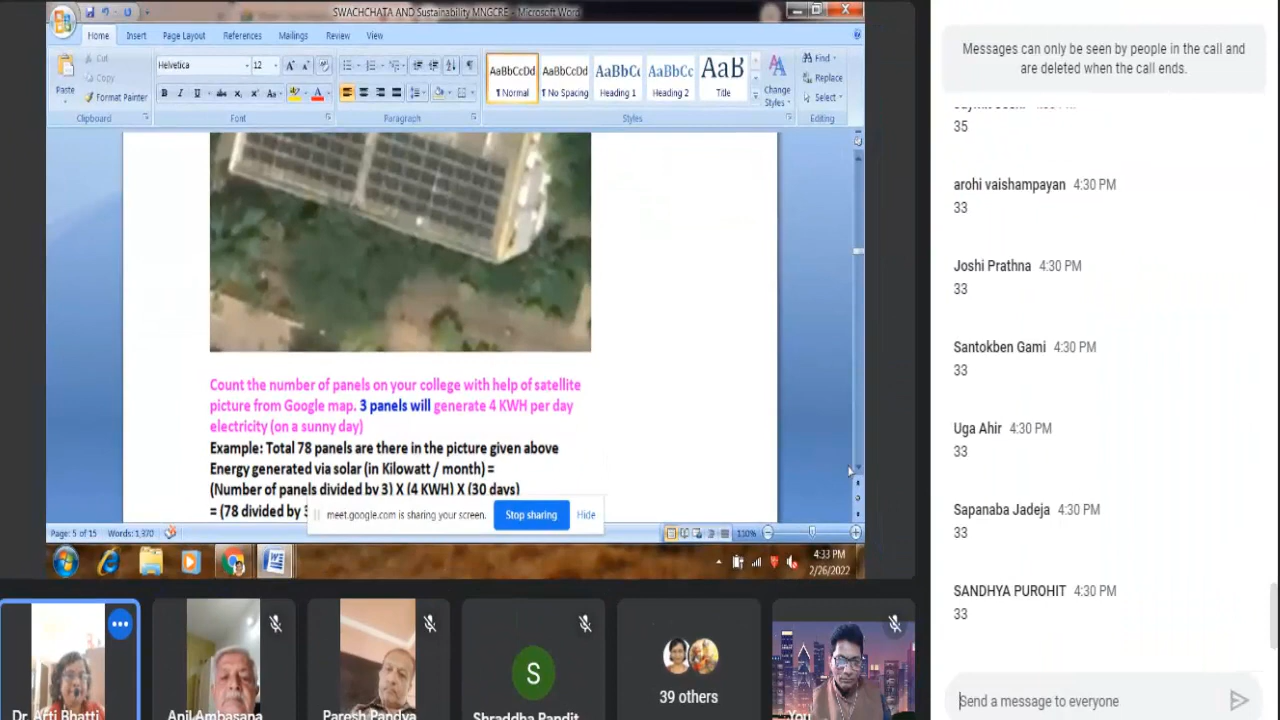 SWACHCHATA AND Sustainability MNGCRE - Microsoft Word
Home Insert Page Layout References Mailings Review View
Cut
Copy
Format Painter
Paste
Clipboard
Helvetica 12
Font
Paragraph
AaBbCcDd AaBbCcDd AaBbCc AaBbCc AaB
¶ Normal ¶ No Spacing Heading 1 Heading 2 Title
Change Styles
Styles
Find
Replace
Select
Editing
Count the number of panels on your college with help of satellite
picture from Google map. 3 panels will generate 4 KWH per day
electricity (on a sunny day)
Example: Total 78 panels are there in the picture given above
Energy generated via solar (in Kilowatt / month) =
(Number of panels divided by 3) X (4 KWH) X (30 days)
= (78 divided by 3
meet.google.com is sharing your screen. Stop sharing Hide
Page: 5 of 15 Words: 1,370 110%
4:33 PM
2/26/2022
Dr. Arti Bhatti
Anil Ambasana
Paresh Pandya
S
Shraddha Pandit
39 others
You
Messages can only be seen by people in the call and
are deleted when the call ends.
35
arohi vaishampayan 4:30 PM
33
Joshi Prathna 4:30 PM
33
Santokben Gami 4:30 PM
33
Uga Ahir 4:30 PM
33
Sapanaba Jadeja 4:30 PM
33
SANDHYA PUROHIT 4:30 PM
33
Send a message to everyone